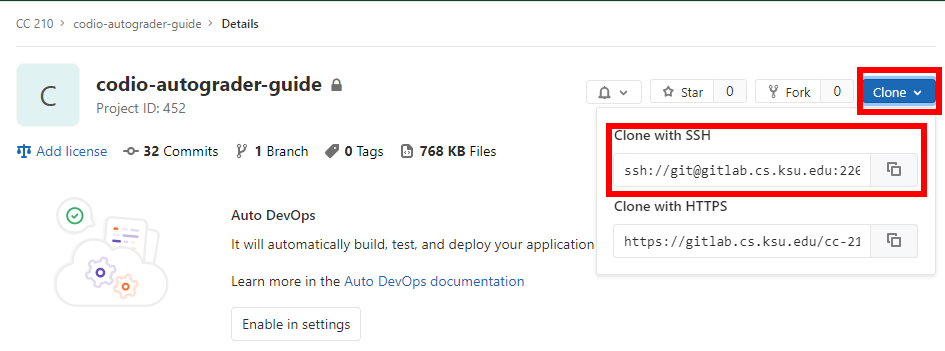 CC 210 > codio-autograder-guide > Details
C
codio-autograder-guide
Project ID: 452
Star 0
Fork 0
Clone
Add license
32 Commits
1 Branch
0 Tags
768 KB Files
Clone with SSH
ssh://git@gitlab.cs.ksu.edu:220
Clone with HTTPS
https://gitlab.cs.ksu.edu/cc-21
Auto DevOps
It will automatically build, test, and deploy your application
Learn more in the Auto DevOps documentation
Enable in settings